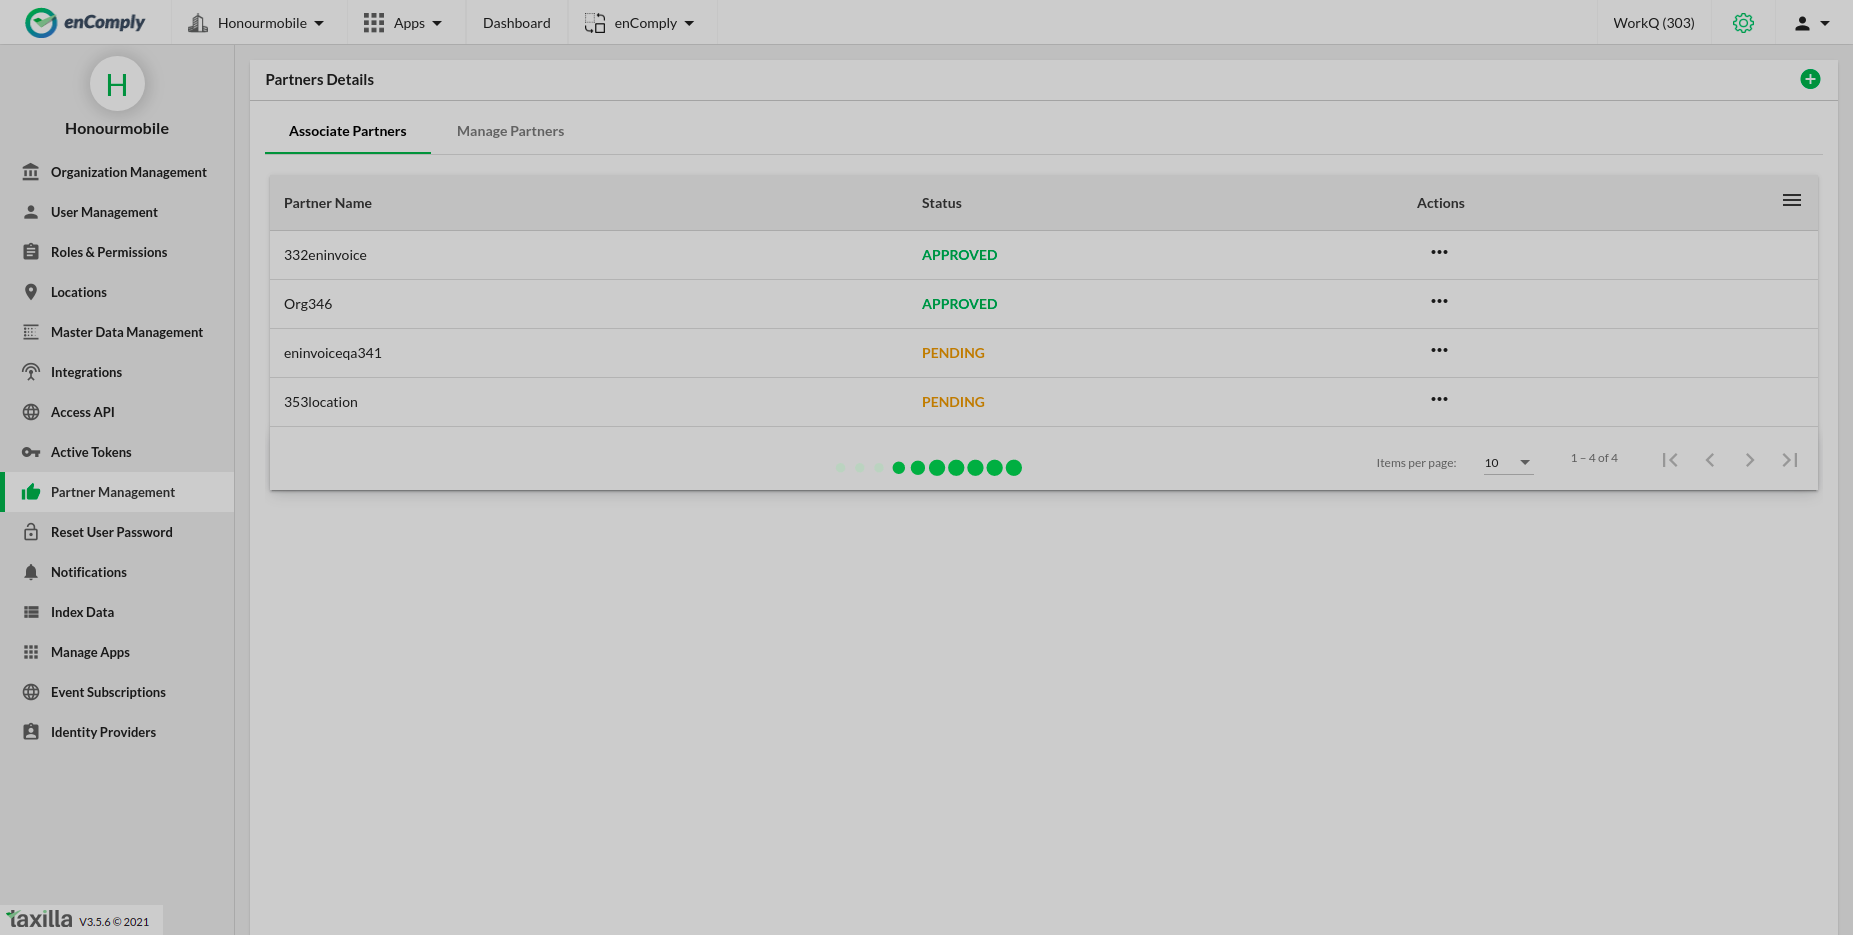 enComply
Honourmobile
Apps
Dashboard
enComply
WorkQ (303)
H
Honourmobile
Organization Management
User Management
Roles & Permissions
Locations
Master Data Management
Integrations
Access API
Active Tokens
Partner Management
Reset User Password
Notifications
Index Data
Manage Apps
Event Subscriptions
Identity Providers
taxilla V3.5.6 © 2021
Partners Details
Associate Partners Manage Partners
Partner Name Status Actions
332eninvoice APPROVED
Org346 APPROVED
eninvoiceqa341 PENDING
353location PENDING
Items per page: 10 1 – 4 of 4